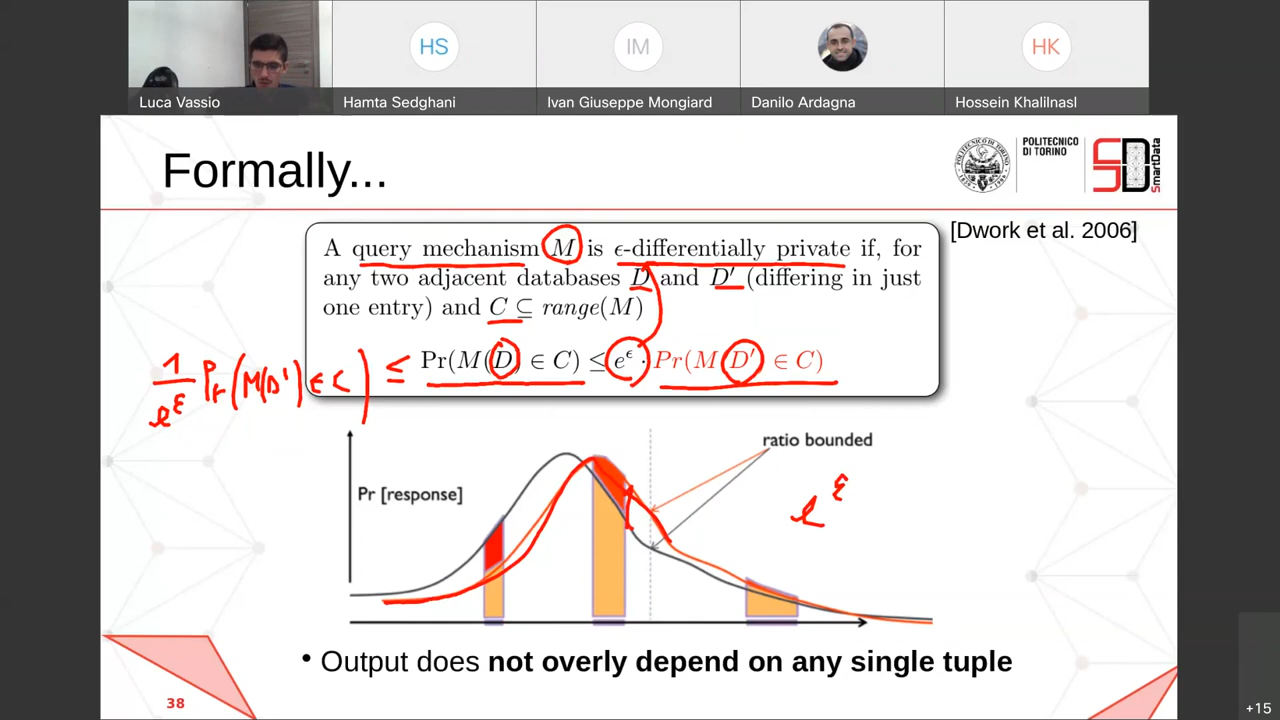 HS
IM
HK
Luca Vassio
Hamta Sedghani
Ivan Giuseppe Mongiard
Danilo Ardagna
Hossein Khalilnasl
Formally...
POLITECNICO
DI TORINO
SmartData
[Dwork et al. 2006]
A query mechanism M is ϵ-differentially private if, for
any two adjacent databases D and D′ (differing in just
one entry) and C ⊆ range(M)
1/e^ε Pr(M(D') ∈ C) ≤ Pr(M(D ∈ C) ≤ e^ϵ · Pr(M(D′ ∈ C)
ratio bounded
Pr [response]
e^ε
• Output does not overly depend on any single tuple
38
+15